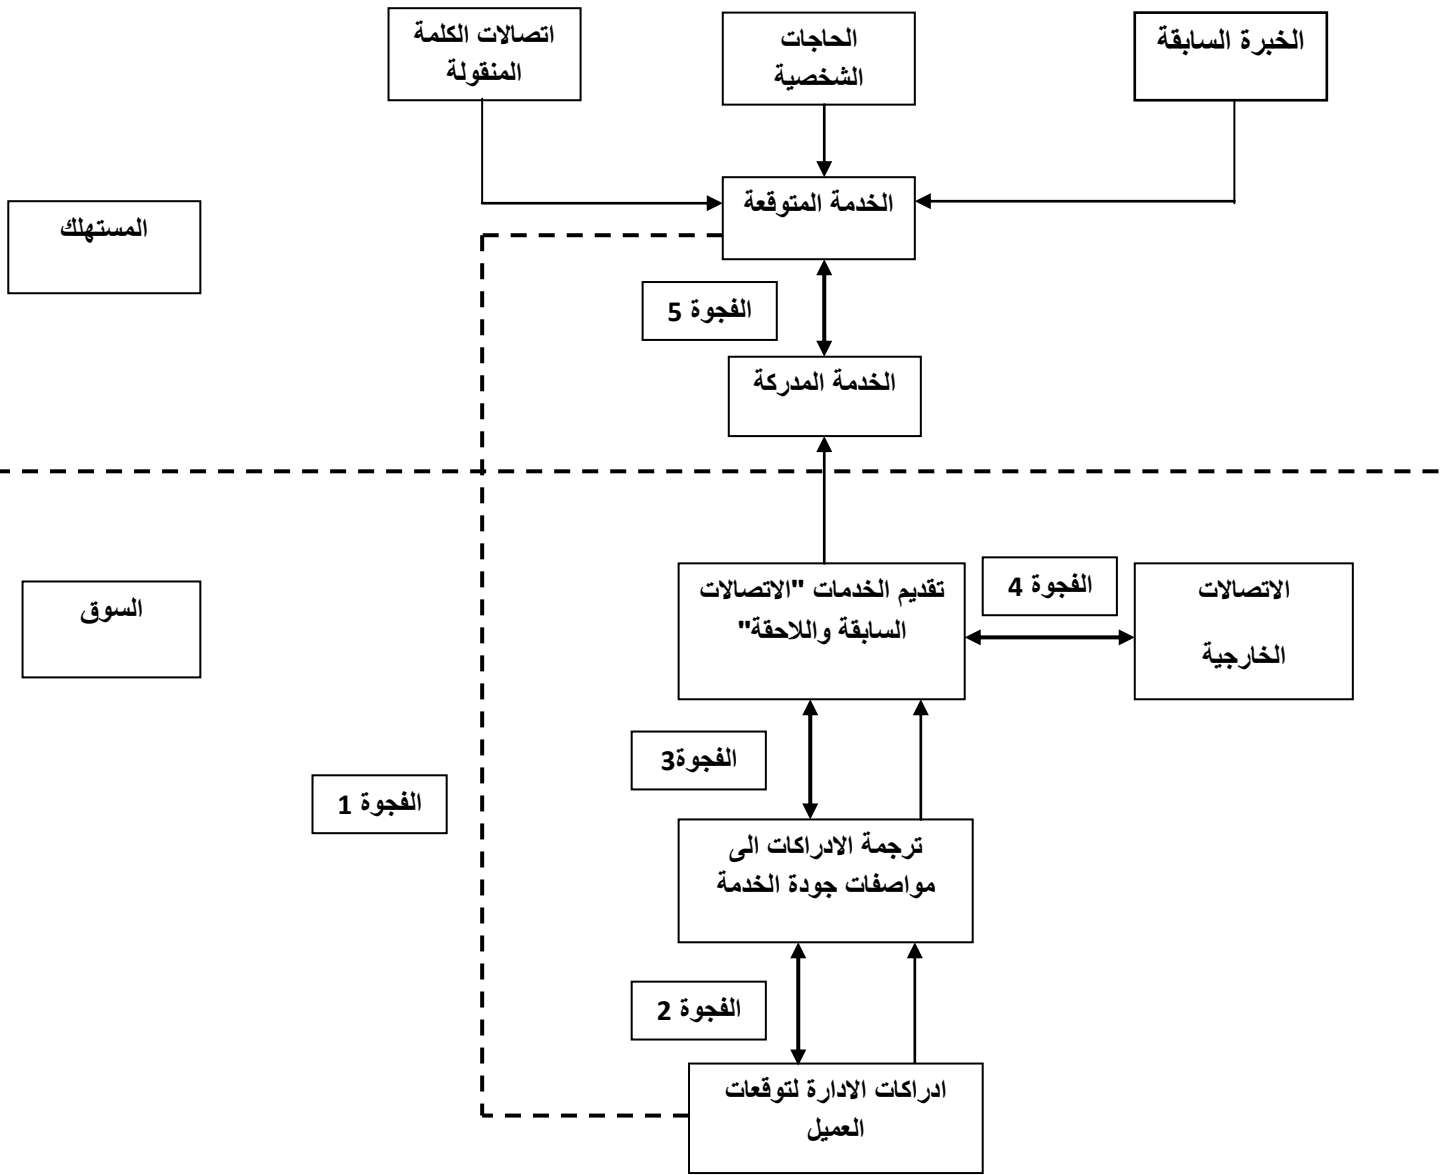 الخبرة السابقة
الحاجات
الشخصية
اتصالات الكلمة
المنقولة
الخدمة المتوقعة
المستهلك
الفجوة 5
الخدمة المدركة
الاتصالات
الخارجية
الفجوة 4
تقديم الخدمات "الاتصالات
السابقة واللاحقة"
السوق
الفجوة3
الفجوة 1
ترجمة الادراكات الى
مواصفات جودة الخدمة
الفجوة 2
ادراكات الادارة لتوقعات
العميل